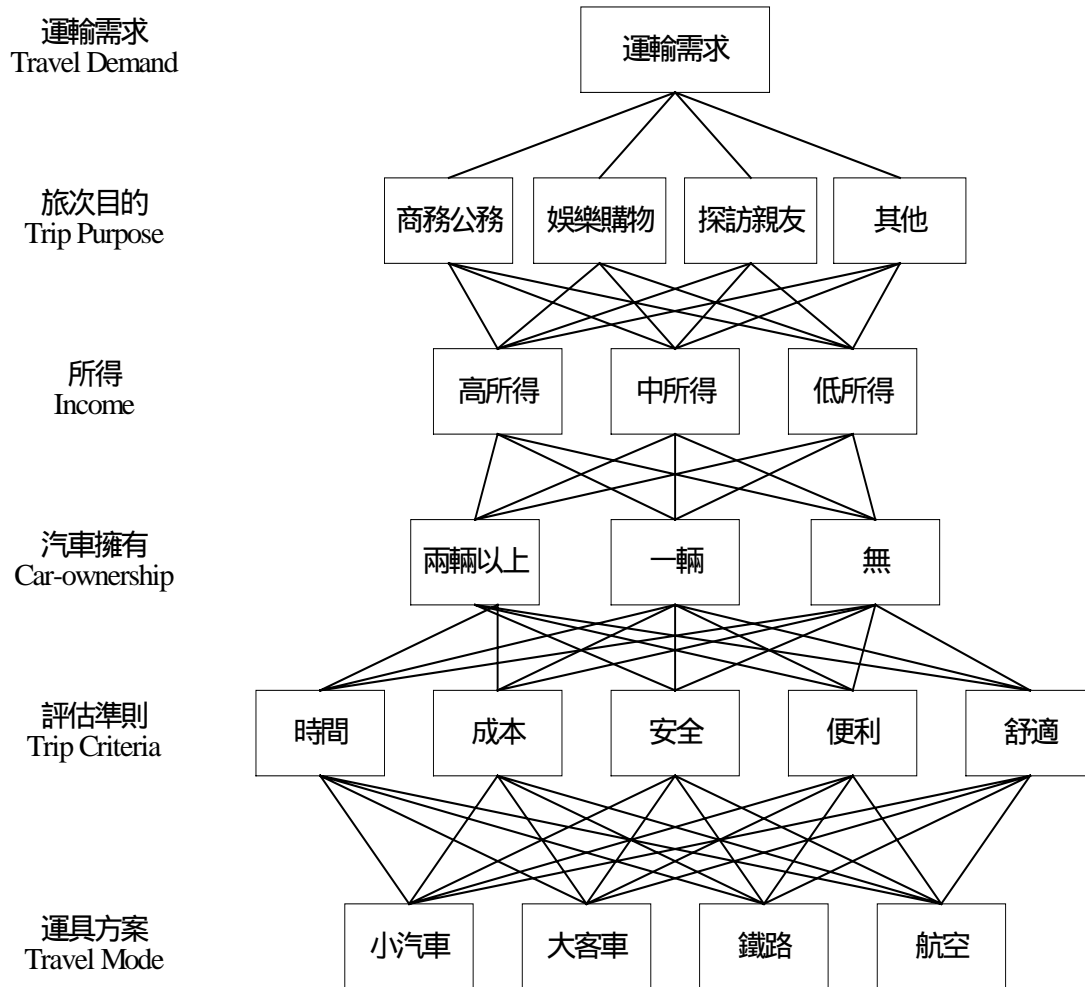 運輸需求
Travel Demand
運輸需求
旅次目的
Trip Purpose
商務公務
娛樂購物
探訪親友
其他
所得
Income
高所得
中所得
低所得
汽車擁有
Car-ownership
兩輛以上
一輛
無
評估準則
Trip Criteria
時間
成本
安全
便利
舒適
運具方案
Travel Mode
小汽車
大客車
鐵路
航空